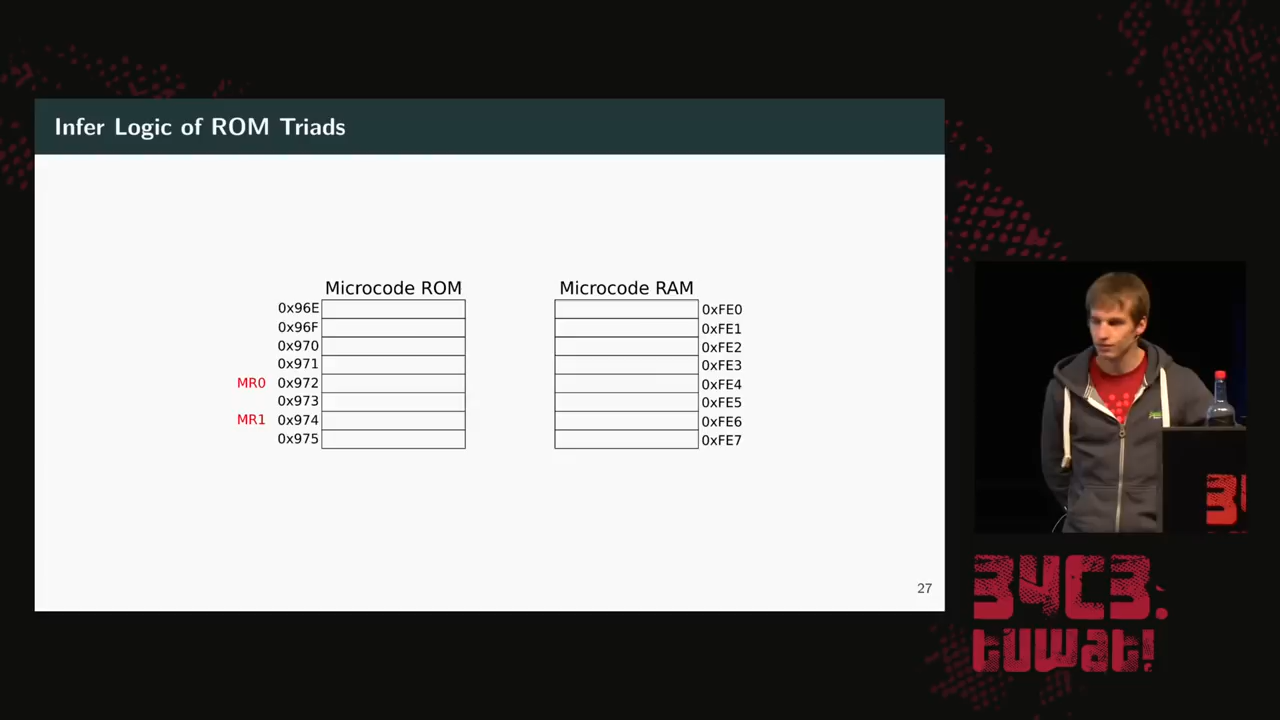 Infer Logic of ROM Triads
Microcode ROM
Microcode RAM
0x96E
0xFE0
0x96F
0xFE1
0x970
0xFE2
0x971
0xFE3
MR0 0x972
0xFE4
0x973
0xFE5
MR1 0x974
0xFE6
0x975
0xFE7
27
34C3.
tuwat!